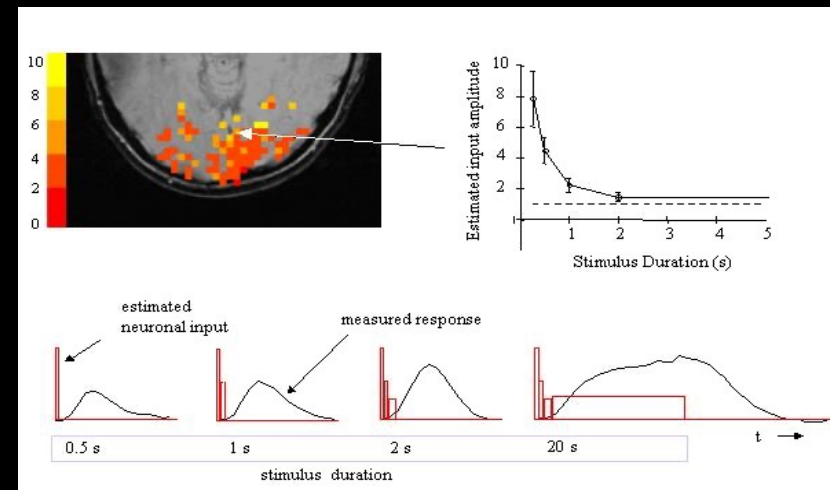 10
8
6
4
2
0
Estimated input amplitude
10
8
6
4
2
1
2
3
4
5
Stimulus Duration (s)
estimated
neuronal input
measured response
0.5 s
1 s
2 s
20 s
t
stimulus duration